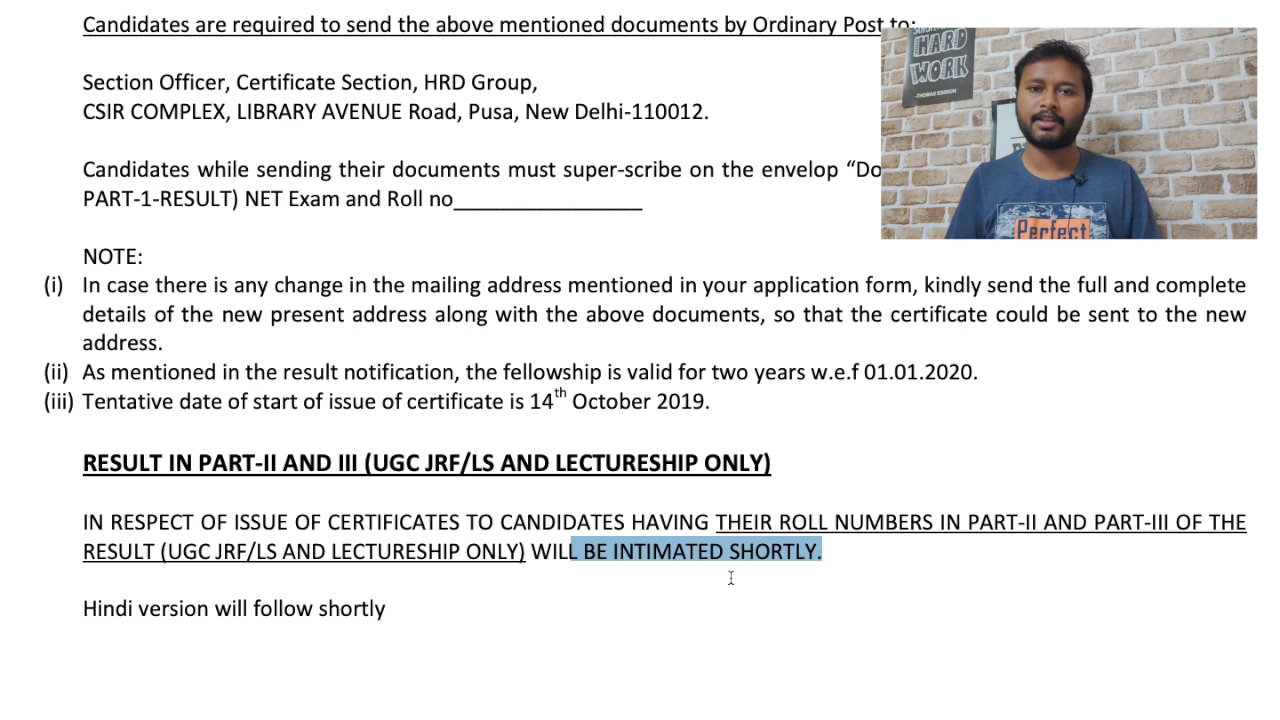 Candidates are required to send the above mentioned documents by Ordinary Post to:
HARD
WORK
-THOMAS EDISON
Section Officer, Certificate Section, HRD Group,
CSIR COMPLEX, LIBRARY AVENUE Road, Pusa, New Delhi-110012.
Candidates while sending their documents must super-scribe on the envelop “Do
PART-1-RESULT) NET Exam and Roll no________________
Perfect
NOTE:
(i) In case there is any change in the mailing address mentioned in your application form, kindly send the full and complete
details of the new present address along with the above documents, so that the certificate could be sent to the new
address.
(ii) As mentioned in the result notification, the fellowship is valid for two years w.e.f 01.01.2020.
(iii) Tentative date of start of issue of certificate is 14th October 2019.
RESULT IN PART-II AND III (UGC JRF/LS AND LECTURESHIP ONLY)
IN RESPECT OF ISSUE OF CERTIFICATES TO CANDIDATES HAVING THEIR ROLL NUMBERS IN PART-II AND PART-III OF THE
RESULT (UGC JRF/LS AND LECTURESHIP ONLY) WILL BE INTIMATED SHORTLY.
Hindi version will follow shortly